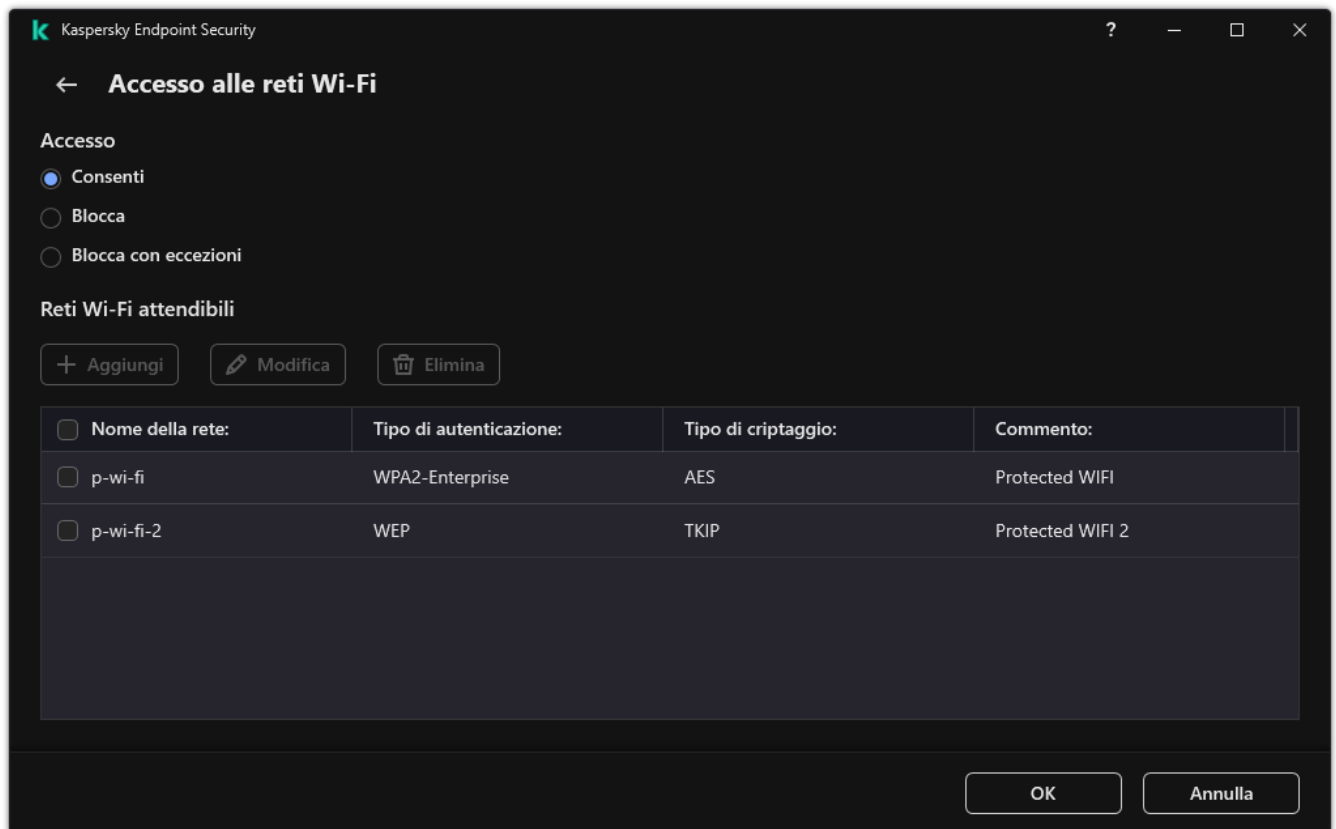 Kaspersky Endpoint Security ?
Accesso alle reti Wi-Fi
Accesso
Consenti
Blocca
Blocca con eccezioni
Reti Wi-Fi attendibili
Aggiungi Modifica Elimina
Nome della rete: Tipo di autenticazione: Tipo di criptaggio: Commento:
p-wi-fi WPA2-Enterprise AES Protected WIFI
p-wi-fi-2 WEP TKIP Protected WIFI 2
OK Annulla